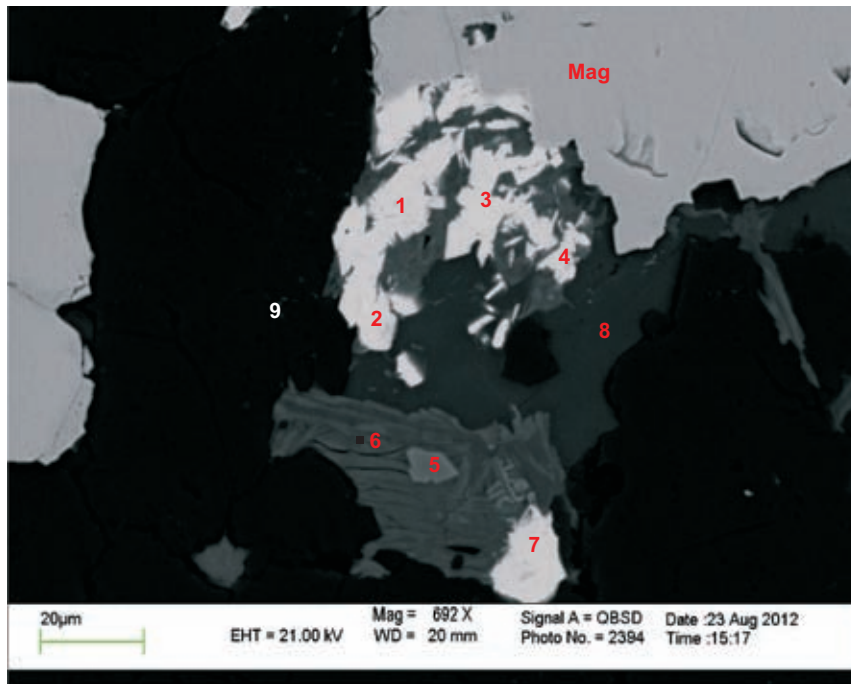 Mag
1
3
4
9
2
8
6
5
7
20µm
EHT = 21.00 kV
Mag = 692 X
WD = 20 mm
Signal A = QBSD
Photo No. = 2394
Date :23 Aug 2012
Time :15:17